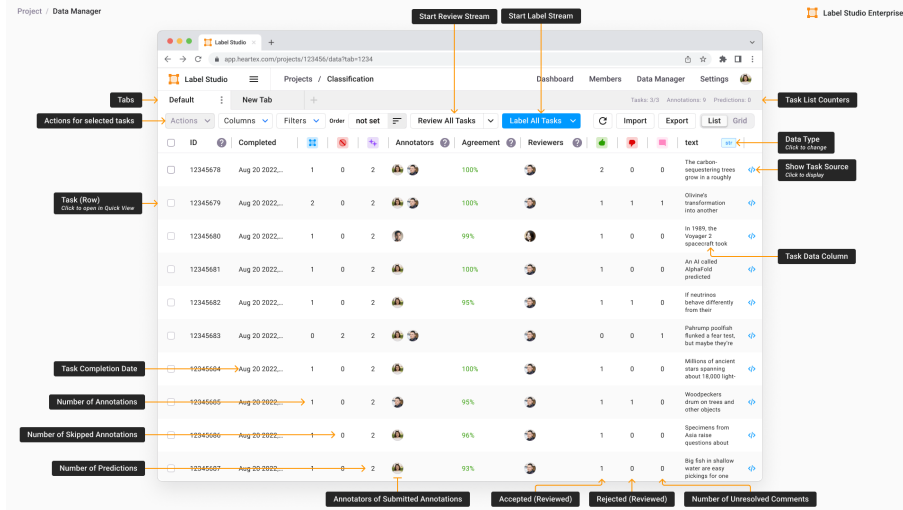 Project / Data Manager
Label Studio Enterprise
Start Review Stream
Start Label Stream
Label Studio
app.heartex.com/projects/123456/data?tab=1234
Label Studio
Projects / Classification
Dashboard Members Data Manager Settings
Tabs
Default New Tab
Tasks: 3/3 Annotations: 9 Predictions: 0
Task List Counters
Actions for selected tasks
Actions Columns Filters Order not set Review All Tasks Label All Tasks Import Export List Grid
Data Type
Click to change
ID Completed Annotators Agreement Reviewers text str
12345678 Aug 20 2022,... 1 0 2 100% 2 0 0
The carbon-
sequestering trees
grow in a roughly
Show Task Source
Click to display
Task (Row)
Click to open in Quick View
12345679 Aug 20 2022,... 2 0 2 100% 1 1 1
Olivine's
transformation
into another
12345680 Aug 20 2022,... 1 0 2 99% 1 0 0
In 1989, the
Voyager 2
spacecraft took
Task Data Column
12345681 Aug 20 2022,... 1 0 2 100% 1 0 0
An AI called
AlphaFold
predicted
12345682 Aug 20 2022,... 1 0 2 95% 1 1 0
If neutrinos
behave differently
from their
12345683 Aug 20 2022,... 0 2 2 0 0 1
Pahrump poolfish
flunked a fear test,
but maybe they're
Task Completion Date
12345684 Aug 20 2022,... 1 0 2 100% 1 0 0
Millions of ancient
stars spanning
about 18,000 light-
Number of Annotations
12345685 Aug 20 2022,... 1 0 2 95% 1 1 0
Woodpeckers
drum on trees and
other objects
Number of Skipped Annotations
12345686 Aug 20 2022,... 1 0 2 96% 1 0 0
Specimens from
Asia raise
questions about
Number of Predictions
12345687 Aug 20 2022,... 1 0 2 93% 1 0 0
Big fish in shallow
water are easy
pickings for one
Annotators of Submitted Annotations
Accepted (Reviewed)
Rejected (Reviewed)
Number of Unresolved Comments